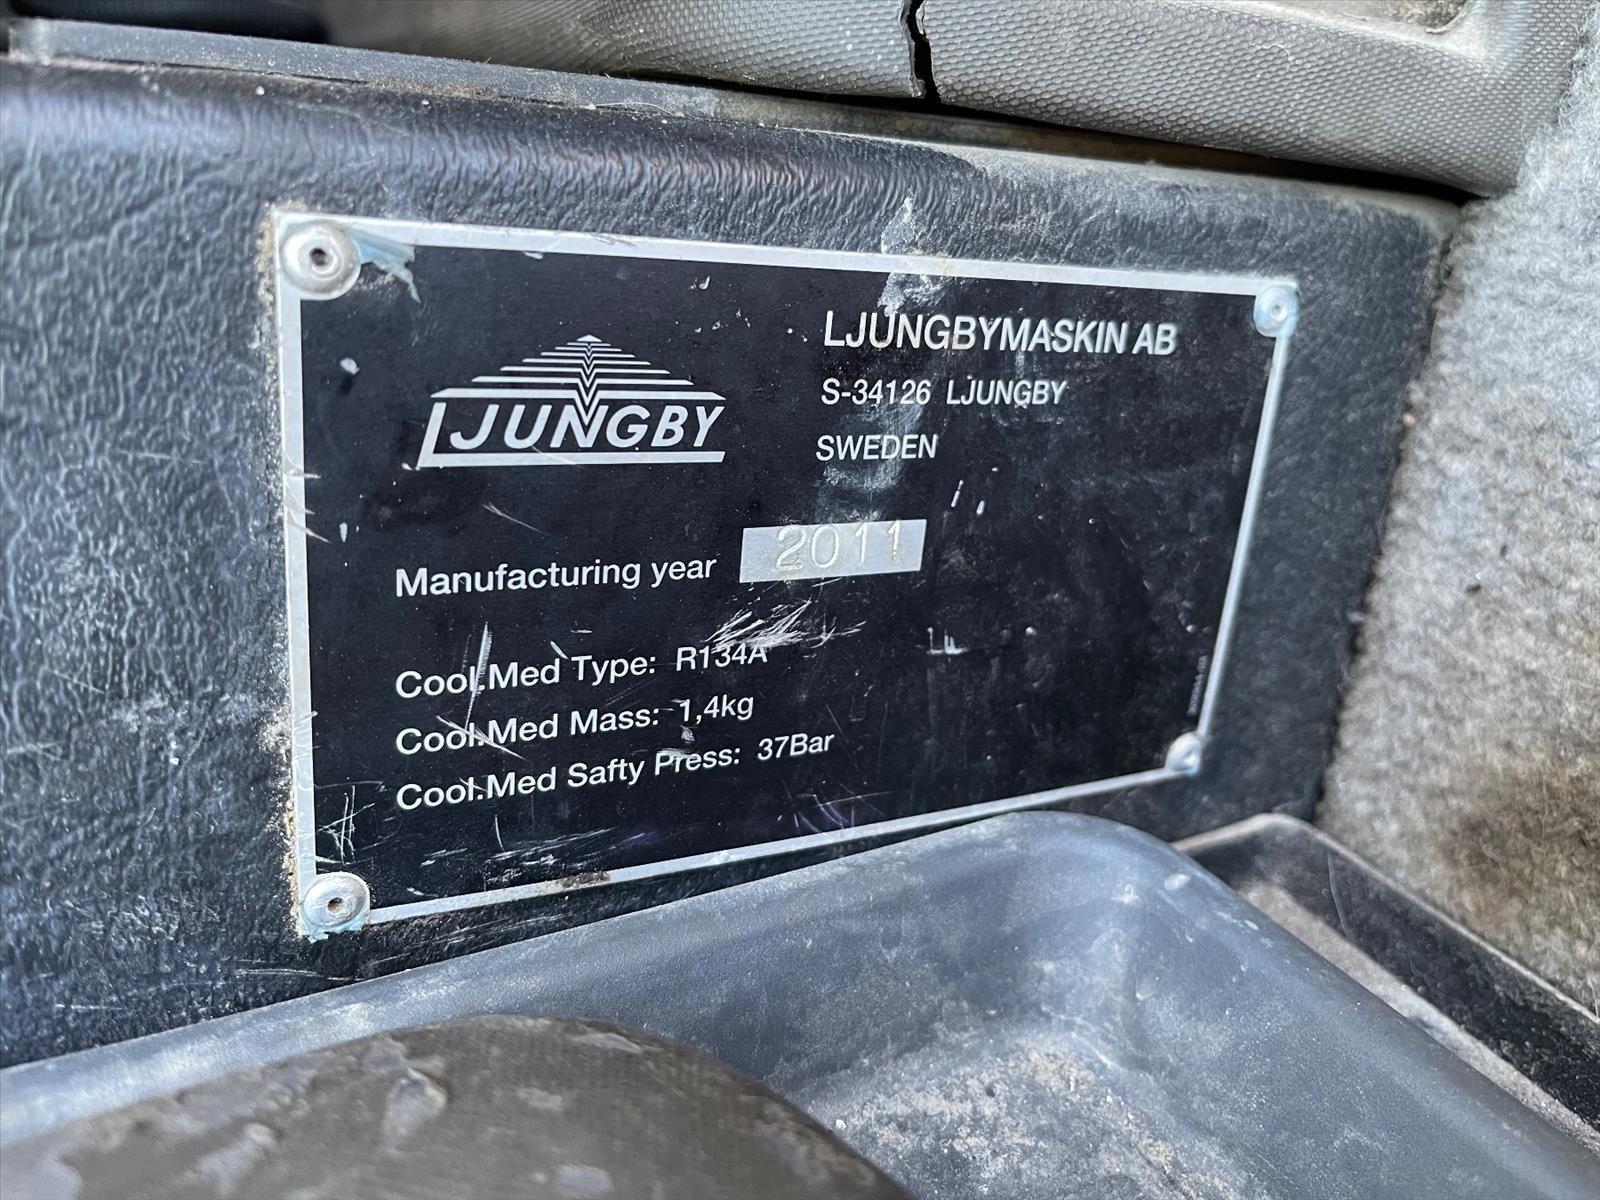 LJUNGBY
LJUNGBYMASKIN AB
S-34126 LJUNGBY
SWEDEN
Manufacturing year 2011
Cool.Med Type: R134A
Cool.Med Mass: 1,4kg
Cool.Med Safty Press: 37Bar